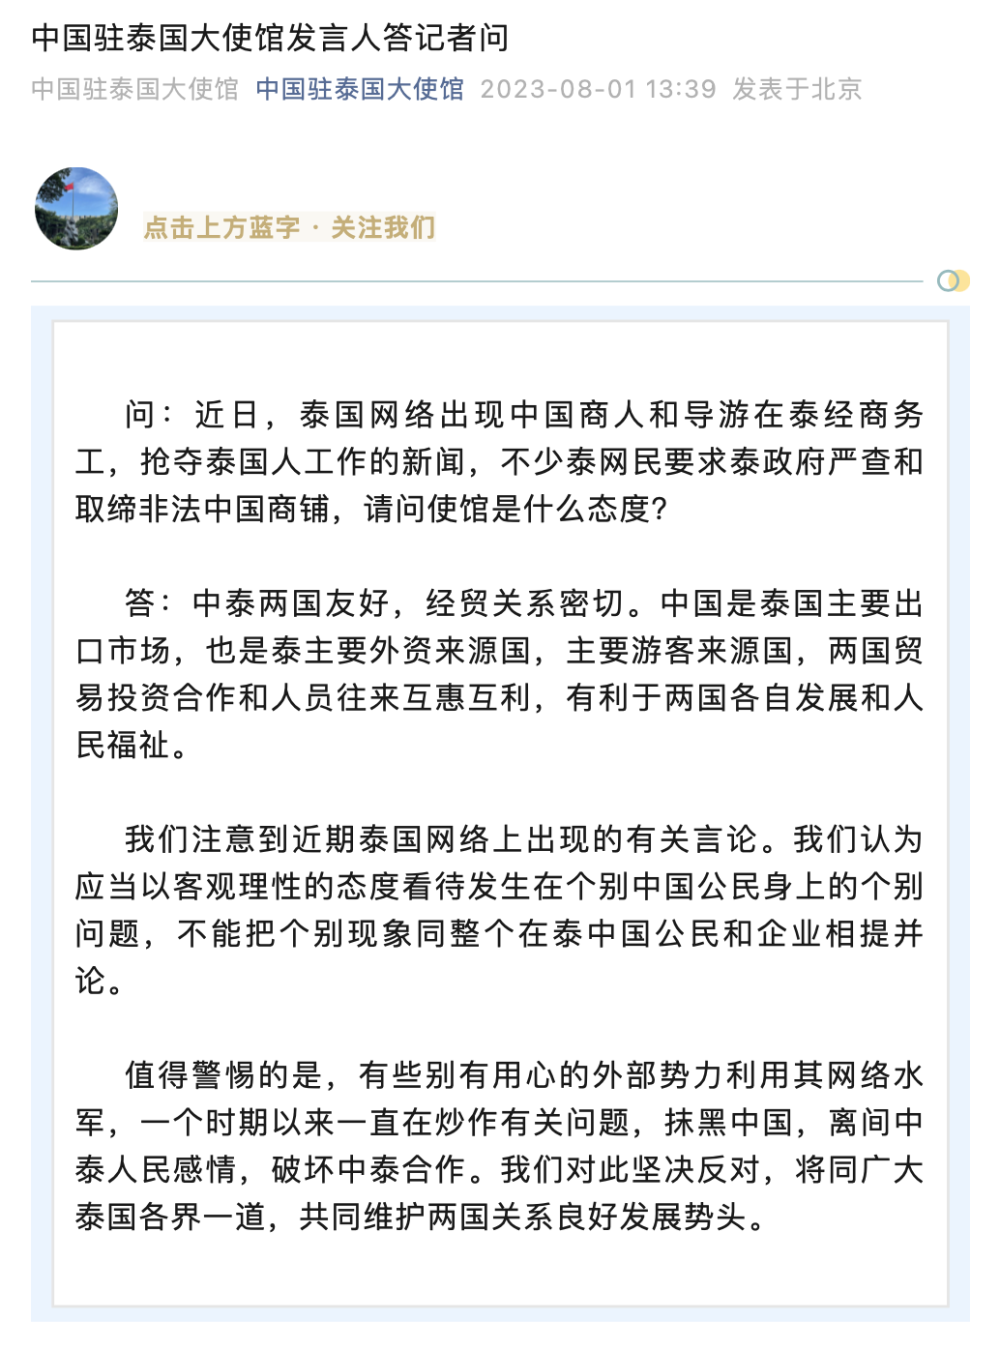 中国驻泰国大使馆发言人答记者问
中国驻泰国大使馆 中国驻泰国大使馆 2023-08-01 13:39 发表于北京
点击上方蓝字 · 关注我们
问：近日，泰国网络出现中国商人和导游在泰经商务
工，抢夺泰国人工作的新闻，不少泰网民要求泰政府严查和
取缔非法中国商铺，请问使馆是什么态度?
答：中泰两国友好，经贸关系密切。中国是泰国主要出
口市场，也是泰主要外资来源国，主要游客来源国，两国贸
易投资合作和人员往来互惠互利，有利于两国各自发展和人
民福祉。
我们注意到近期泰国网络上出现的有关言论。我们认为
应当以客观理性的态度看待发生在个别中国公民身上的个别
问题，不能把个别现象同整个在泰中国公民和企业相提并
论。
值得警惕的是，有些别有用心的外部势力利用其网络水
军，一个时期以来一直在炒作有关问题，抹黑中国，离间中
泰人民感情，破坏中泰合作。我们对此坚决反对，将同广大
泰国各界一道，共同维护两国关系良好发展势头。